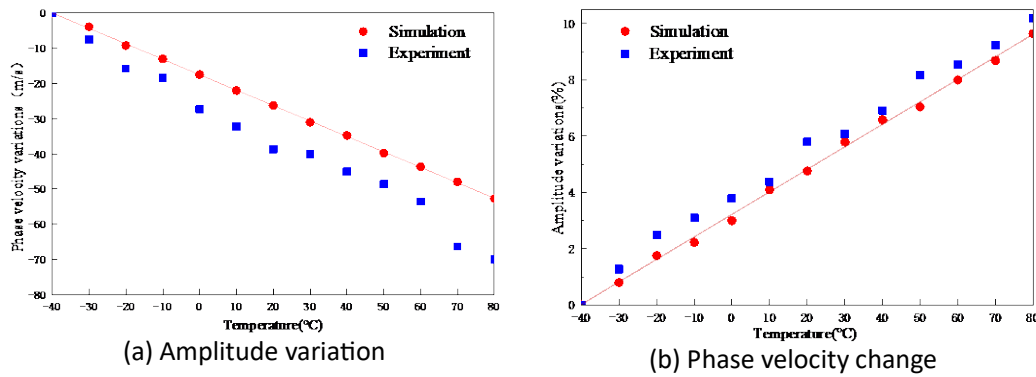 −0
−10
−20
−30
−40
−50
−60
−70
−80
Phase velocity variations (m/s)
Simulation
Experiment
−40 −30 −20 −10 0 10 20 30 40 50 60 70 80
Temperature(°C)
(a) Amplitude variation
10
8
6
4
2
0
Amplitude variations(%)
Simulation
Experiment
−40 −30 −20 −10 0 10 20 30 40 50 60 70 80
Temperature(°C)
(b) Phase velocity change